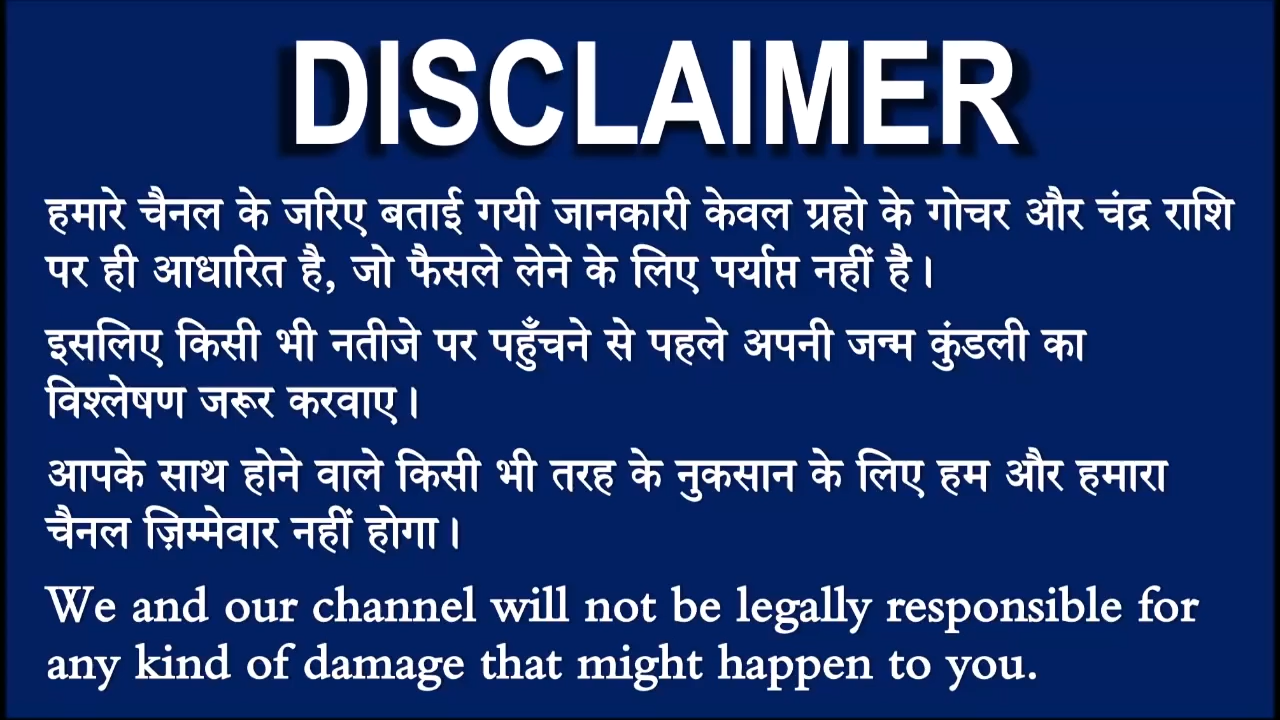 DISCLAIMER
हमारे चैनल के जरिए बताई गयी जानकारी केवल ग्रहो के गोचर और चंद्र राशि
पर ही आधारित है, जो फैसले लेने के लिए पर्याप्त नहीं है।
इसलिए किसी भी नतीजे पर पहुँचने से पहले अपनी जन्म कुंडली का
विश्लेषण जरूर करवाए।
आपके साथ होने वाले किसी भी तरह के नुकसान के लिए हम और हमारा
चैनल ज़िम्मेवार नहीं होगा।
We and our channel will not be legally responsible for
any kind of damage that might happen to you.